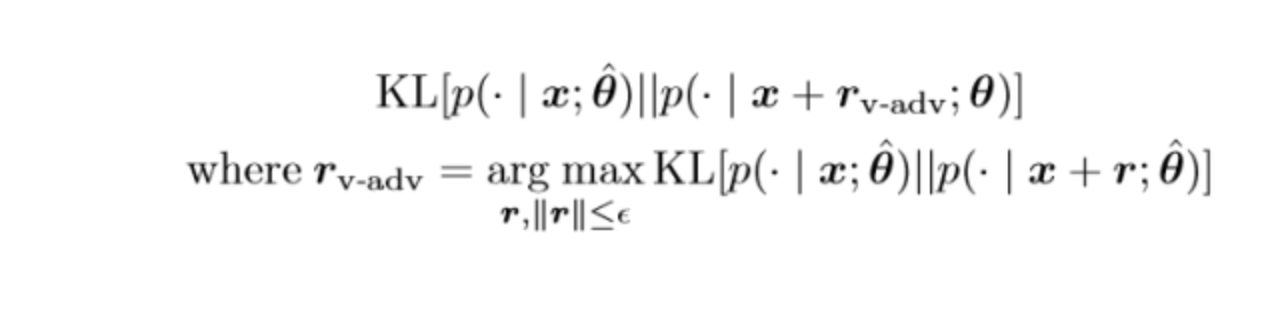 KL[p(· | x; θ̂)||p(· | x + r_v-adv; θ)]
where r_v-adv = arg max KL[p(· | x; θ̂)||p(· | x + r; θ̂)]
r,‖r‖≤ϵ